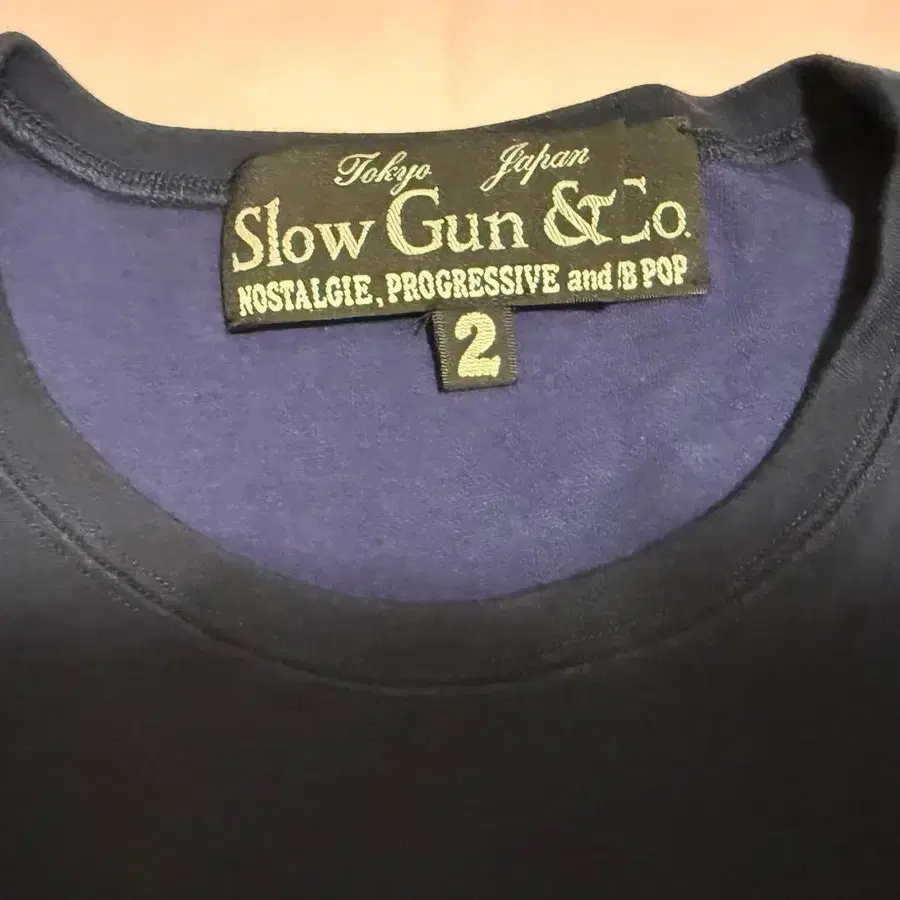 Tokyo Japan
Slow Gun & Co.
NOSTALGIE, PROGRESSIVE and B POP
2